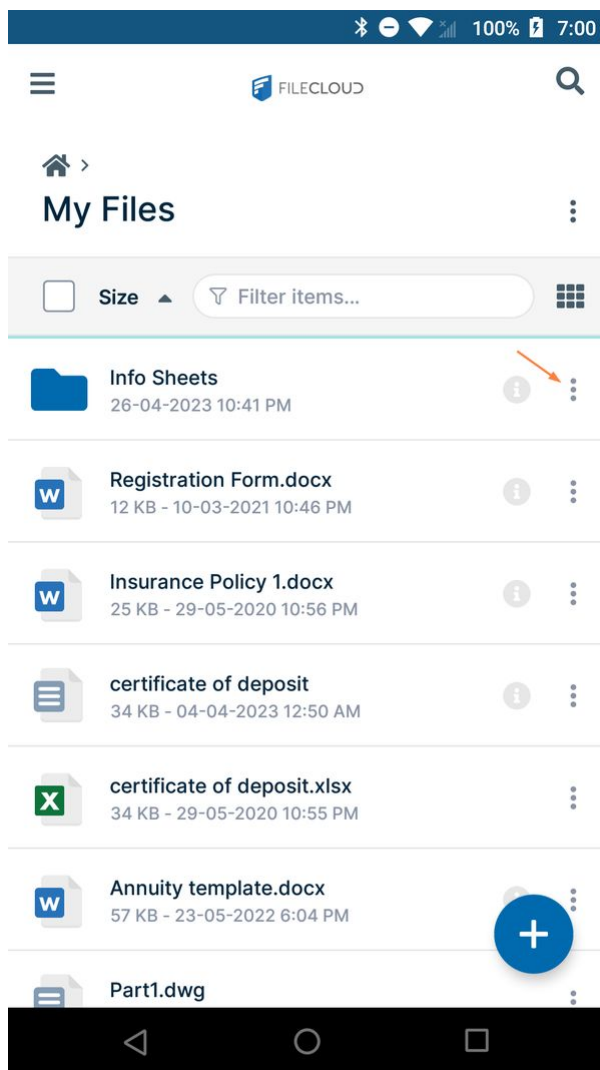 100% 7:00
FILECLOUD
My Files
Size Filter items...
Info Sheets
26-04-2023 10:41 PM
Registration Form.docx
12 KB - 10-03-2021 10:46 PM
Insurance Policy 1.docx
25 KB - 29-05-2020 10:56 PM
certificate of deposit
34 KB - 04-04-2023 12:50 AM
certificate of deposit.xlsx
34 KB - 29-05-2020 10:55 PM
Annuity template.docx
57 KB - 23-05-2022 6:04 PM
Part1.dwg